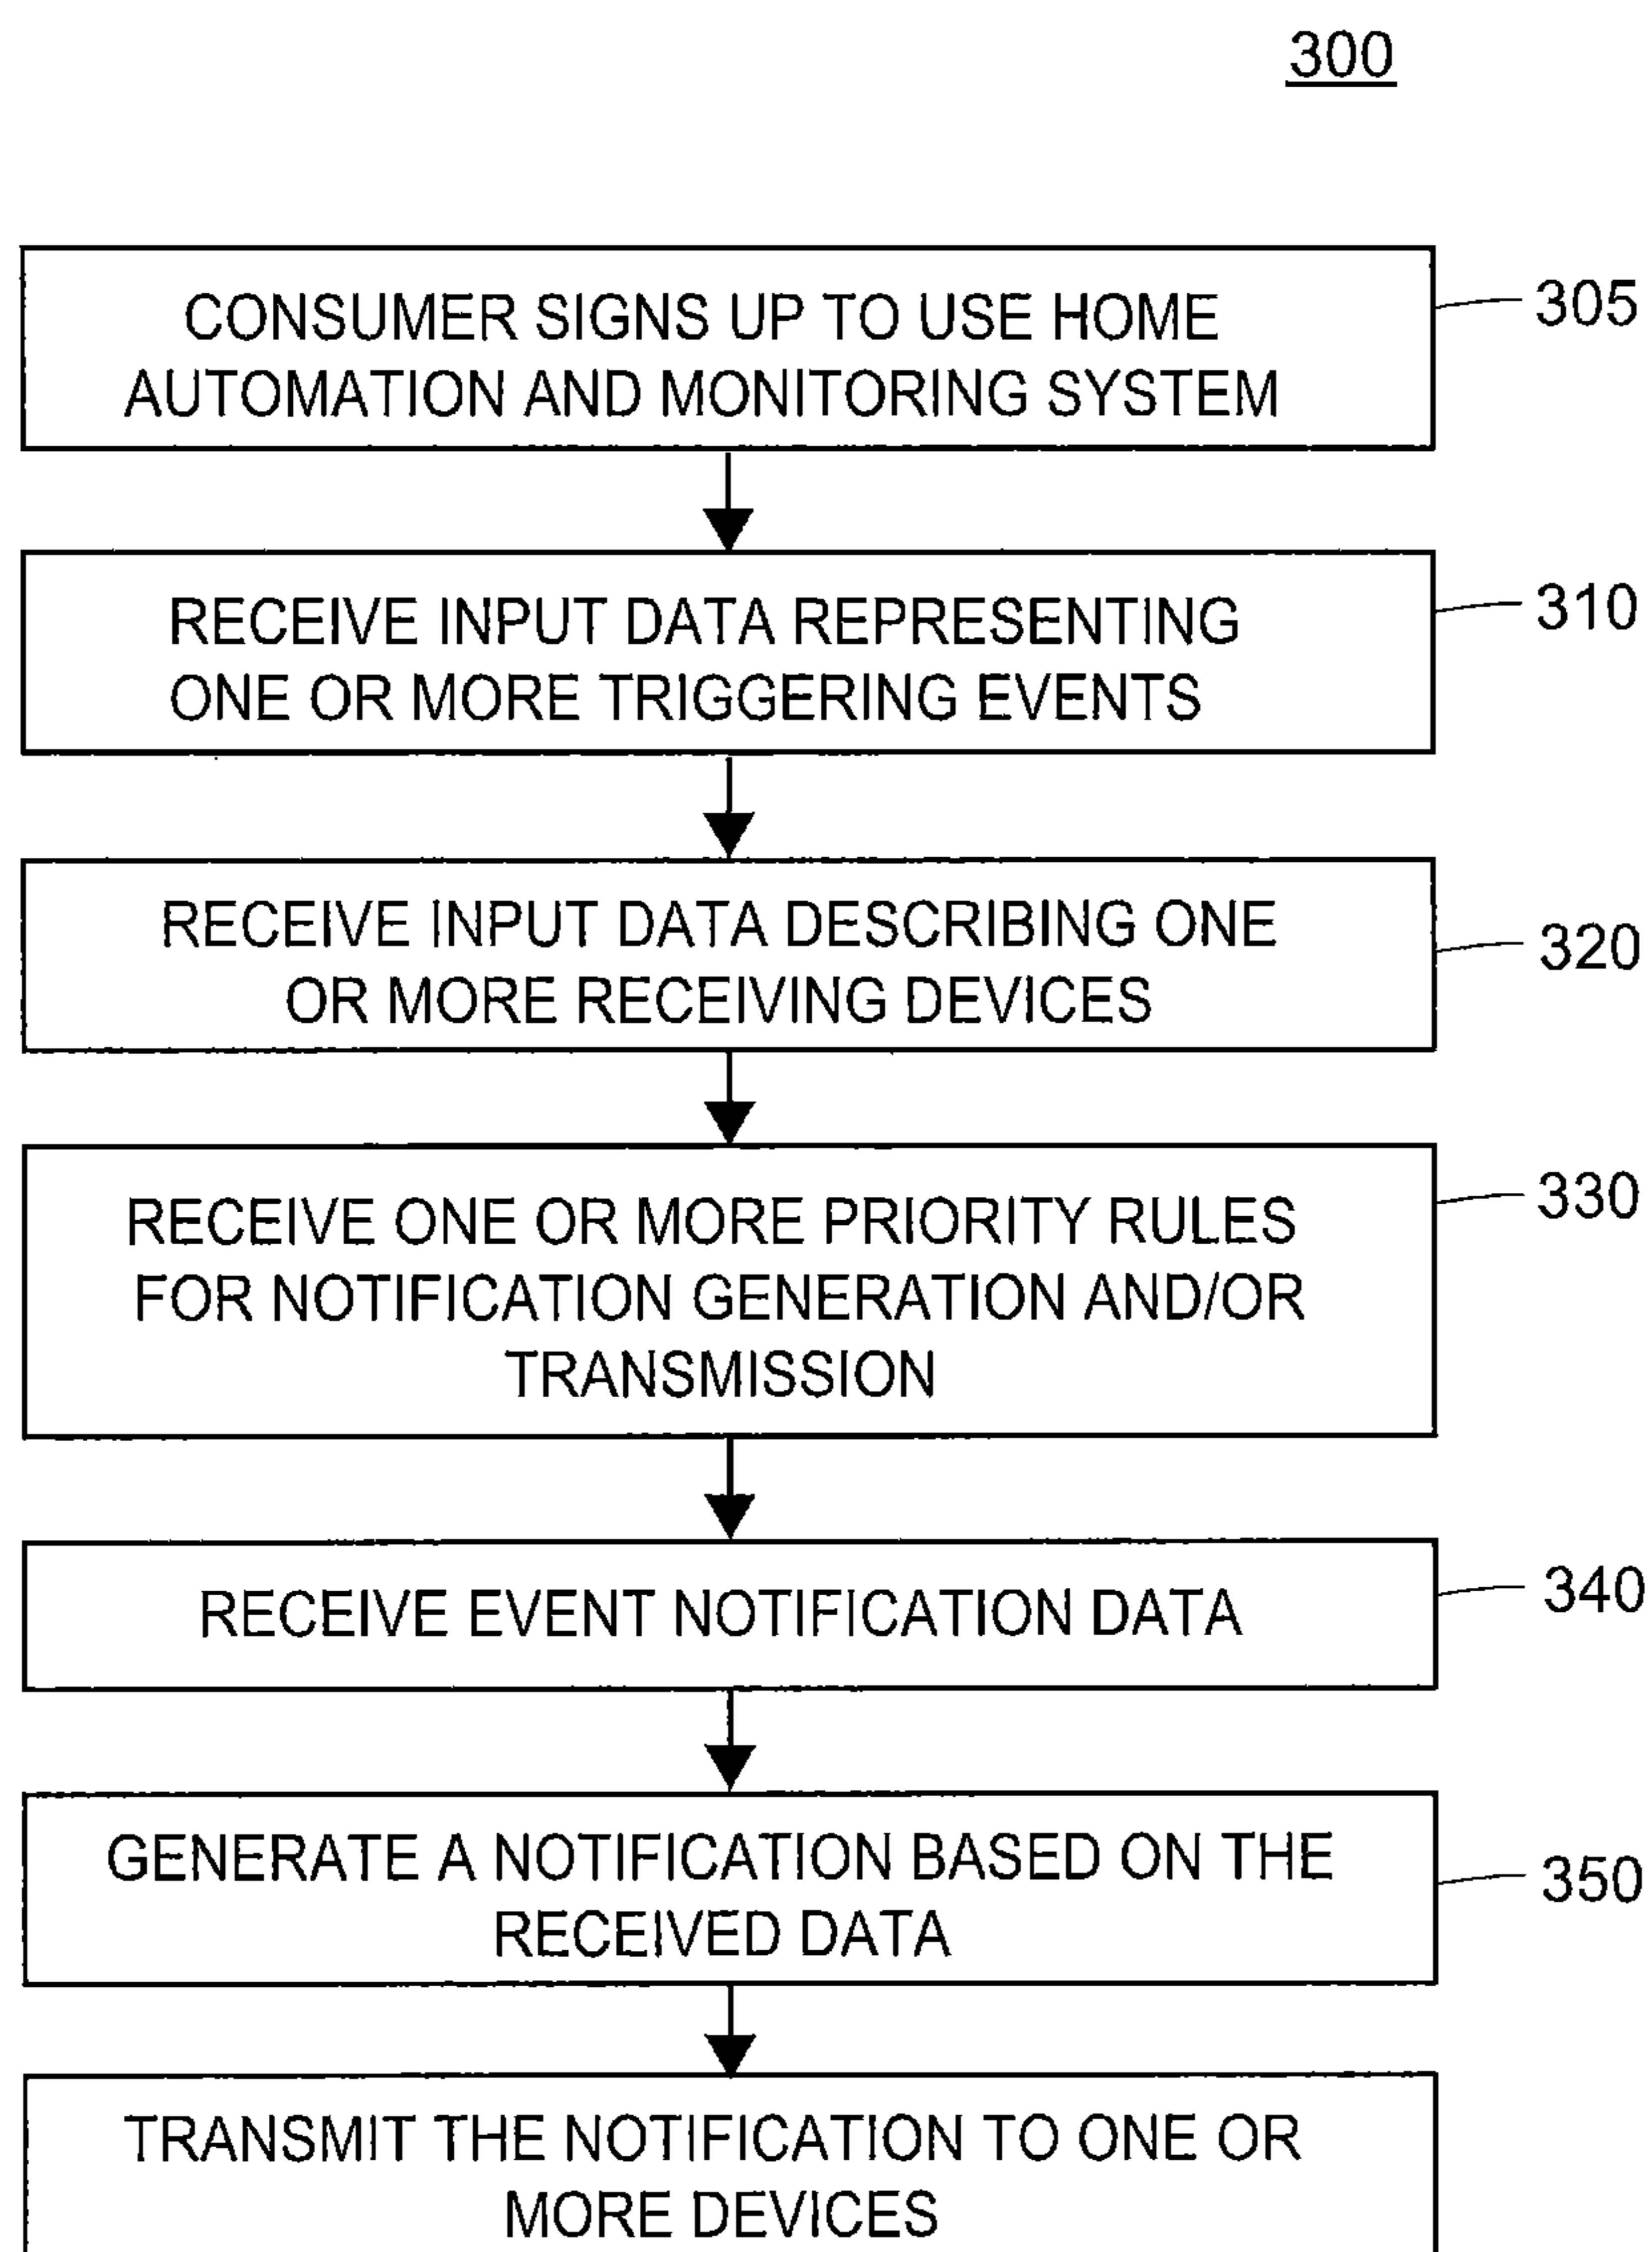 300
CONSUMER SIGNS UP TO USE HOME
AUTOMATION AND MONITORING SYSTEM
305
RECEIVE INPUT DATA REPRESENTING
ONE OR MORE TRIGGERING EVENTS
310
RECEIVE INPUT DATA DESCRIBING ONE
OR MORE RECEIVING DEVICES
320
RECEIVE ONE OR MORE PRIORITY RULES
FOR NOTIFICATION GENERATION AND/OR
TRANSMISSION
330
RECEIVE EVENT NOTIFICATION DATA
340
GENERATE A NOTIFICATION BASED ON THE
RECEIVED DATA
350
TRANSMIT THE NOTIFICATION TO ONE OR
MORE DEVICES